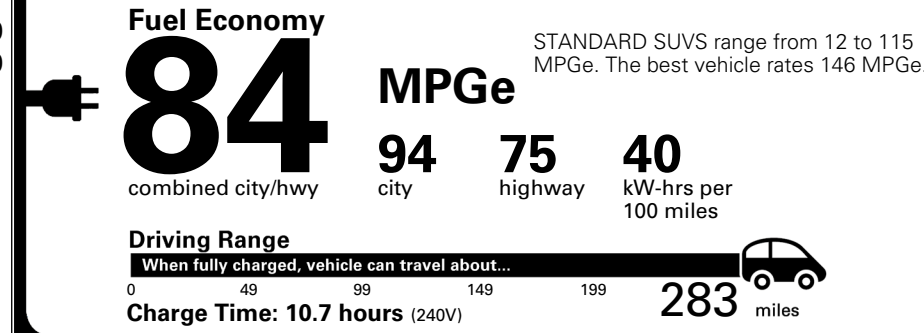 Fuel Economy
84
MPGe
combined city/hwy
STANDARD SUVS range from 12 to 115
MPGe. The best vehicle rates 146 MPGe
94
city
75
highway
40
kW-hrs per
100 miles
Driving Range
When fully charged, vehicle can travel about...
0 49 99 149 199 283 miles
Charge Time: 10.7 hours (240V)